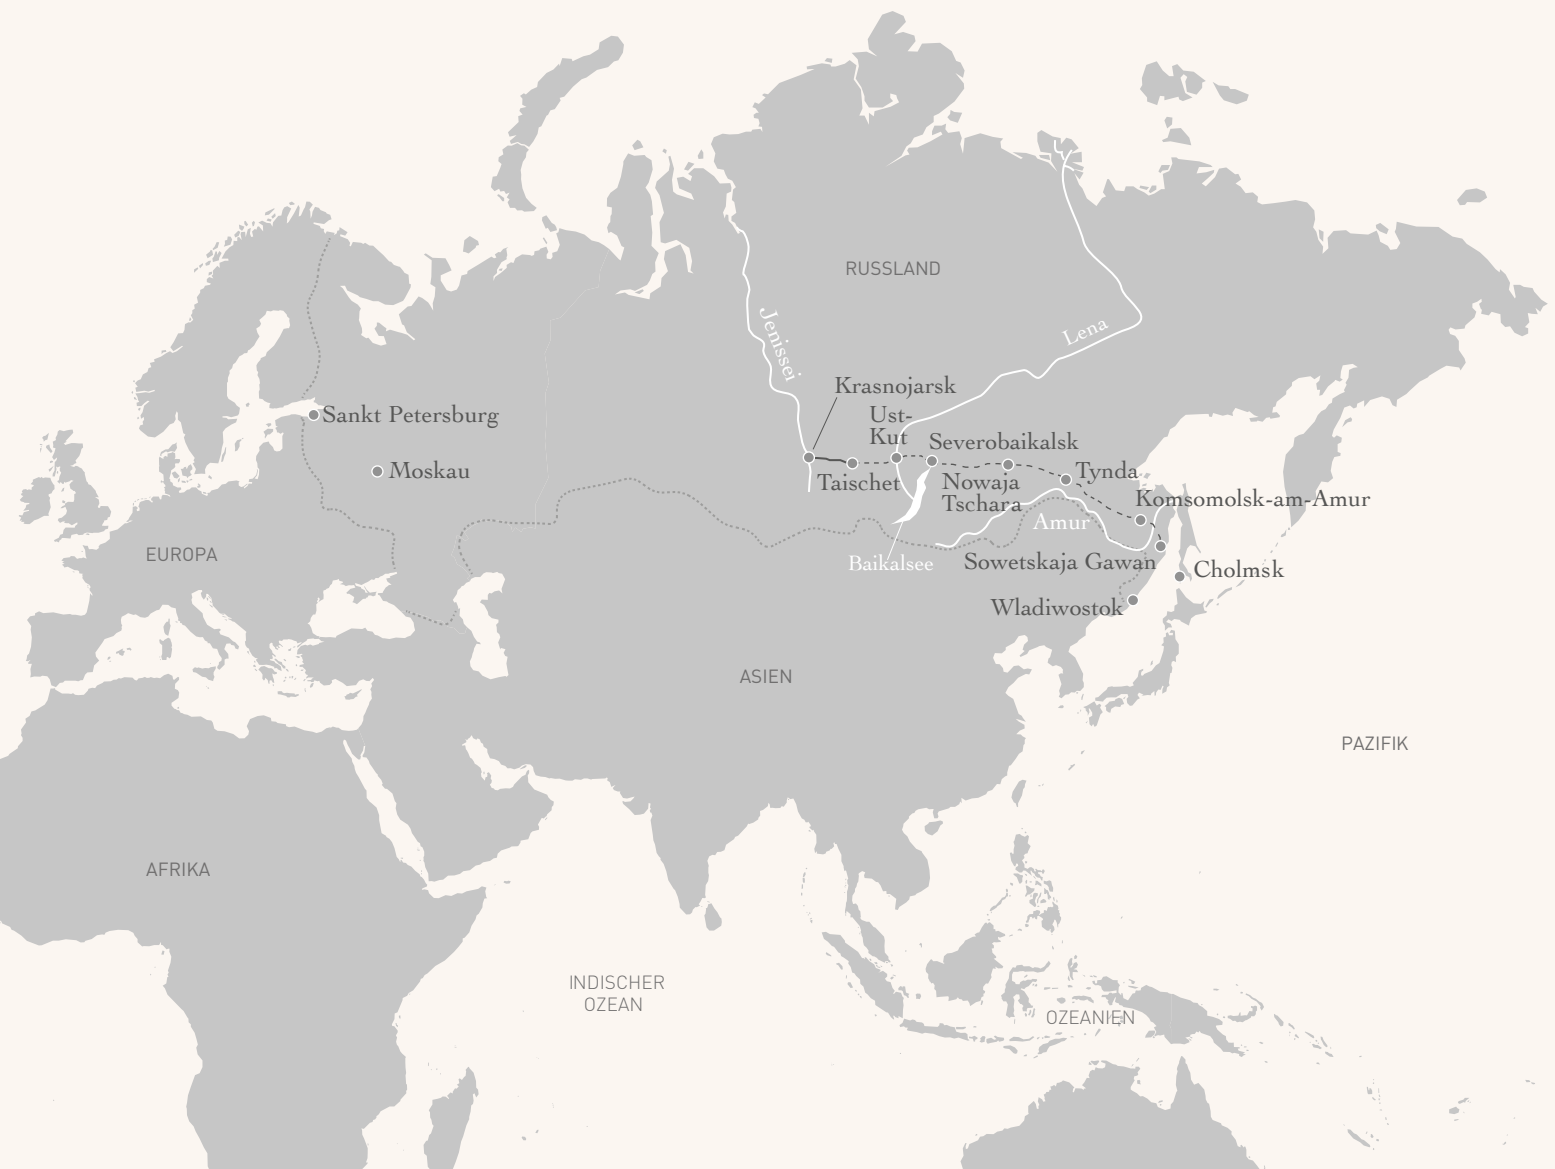 RUSSLAND
Jenissei
Lena
Krasnojarsk
Ust-
Kut
Sankt Petersburg
Severobaikalsk
Moskau
Tynda
Taischet
Nowaja
Tschara
Komsomolsk-am-Amur
Amur
EUROPA
Baikalsee
Sowetskaja Gawan
Cholmsk
Wladiwostok
ASIEN
PAZIFIK
AFRIKA
INDISCHER
OZEAN
OZEANIEN